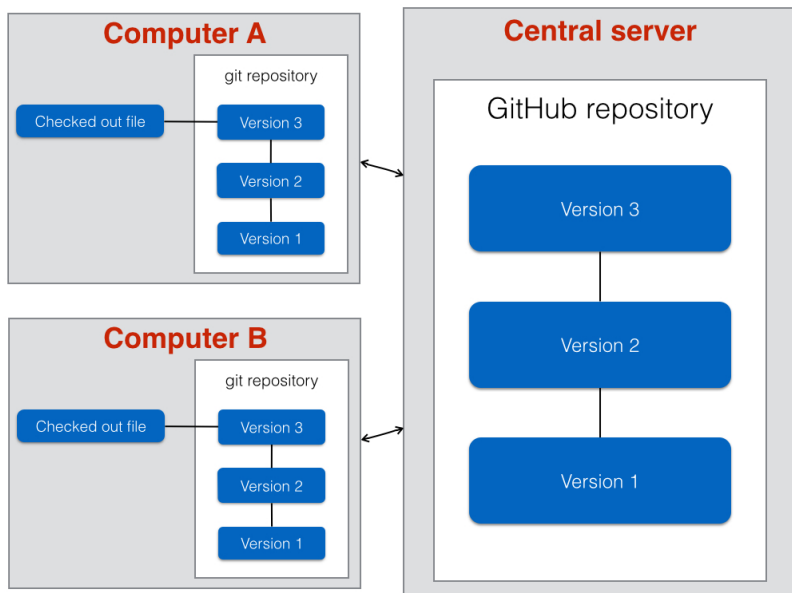 Computer A
git repository
Checked out file
Version 3
Version 2
Version 1
Computer B
git repository
Checked out file
Version 3
Version 2
Version 1
Central server
GitHub repository
Version 3
Version 2
Version 1